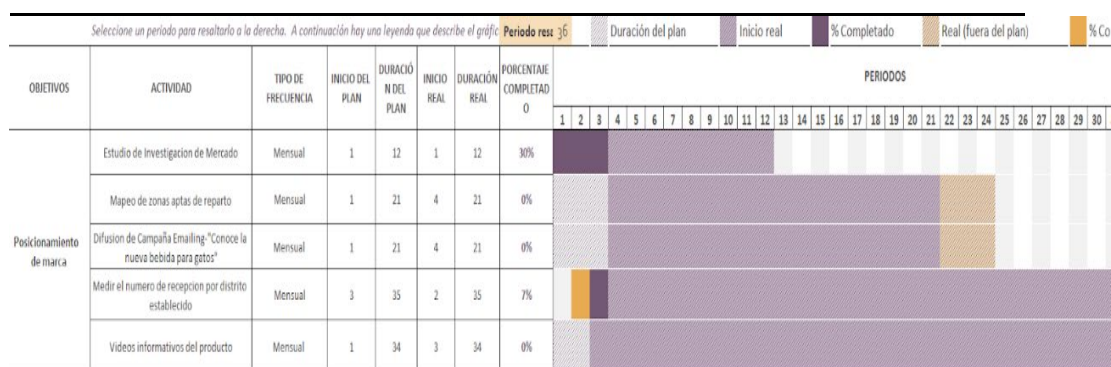 Seleccione un periodo para resaltarlo a la derecha. A continuación hay una leyenda que describe el gráfic Periodo resa 36 Duración del plan Inicio real % Completado Real (fuera del plan) % Co
OBJETIVOS ACTIVIDAD TIPO DE FRECUENCIA INICIO DEL PLAN DURACIÓ N DEL PLAN INICIO REAL DURACIÓN REAL PORCENTAJE COMPLETAD O PERIODOS
1 2 3 4 5 6 7 8 9 10 11 12 13 14 15 16 17 18 19 20 21 22 23 24 25 26 27 28 29 30
Posicionamiento de marca
Estudio de Investigacion de Mercado Mensual 1 12 1 12 30%
Mapeo de zonas aptas de reparto Mensual 1 21 4 21 0%
Difusion de Campaña Emailing-"Conoce la nueva bebida para gatos" Mensual 1 21 4 21 0%
Medir el numero de recepcion por distrito establecido Mensual 3 35 2 35 7%
Videos informativos del producto Mensual 1 34 3 34 0%